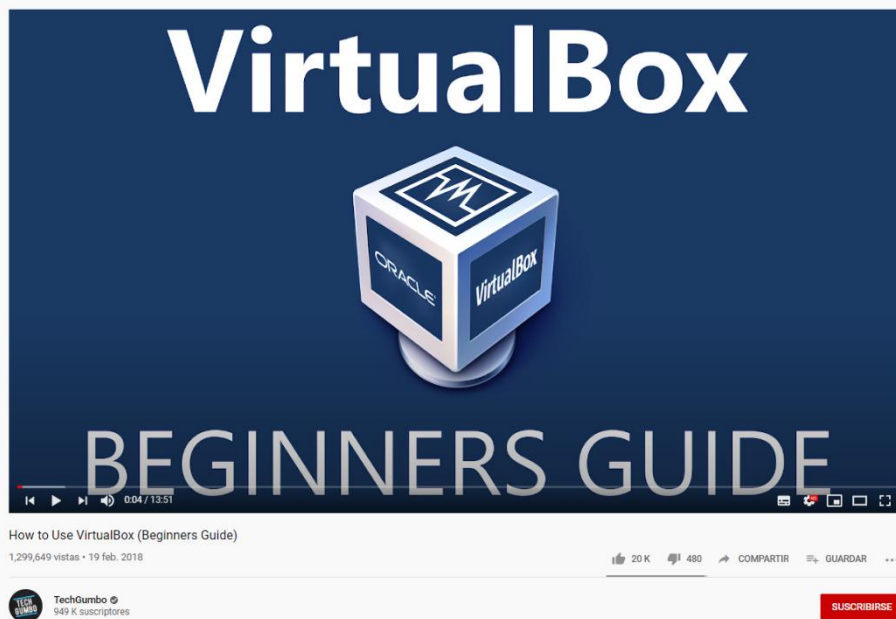 VirtualBox
ORACLE
VirtualBox
BEGINNERS GUIDE
0:04 / 13:51
How to Use VirtualBox (Beginners Guide)
1,299,649 vistas • 19 feb. 2018
20 K 480 COMPARTIR GUARDAR
TECH
GUMBO
TechGumbo
949 K suscriptores
SUSCRIBIRSE